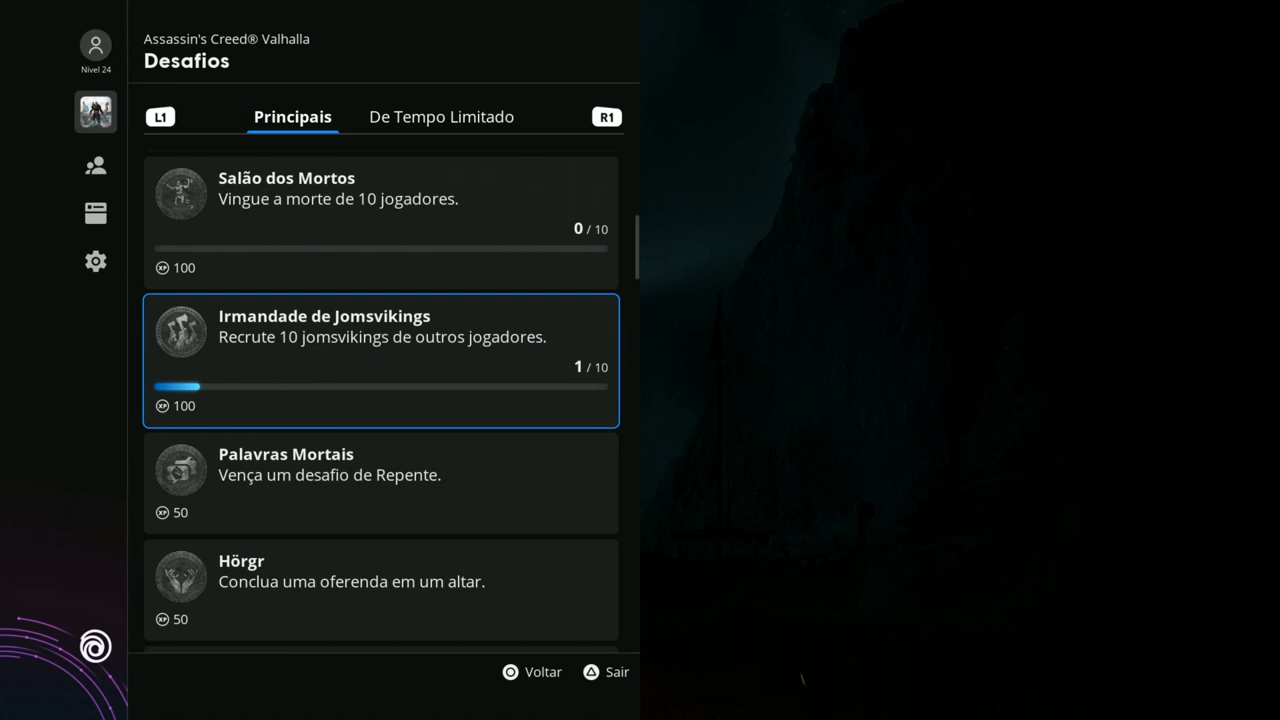 Assassin's Creed® Valhalla
Desafios
Nível 24
L1
Principais
De Tempo Limitado
R1
Salão dos Mortos
Vingue a morte de 10 jogadores.
0 / 10
XP 100
Irmandade de Jomsvikings
Recrute 10 jomsvikings de outros jogadores.
1 / 10
XP 100
Palavras Mortais
Vença um desafio de Repente.
XP 50
Hörgr
Conclua uma oferenda em um altar.
XP 50
Voltar
Sair